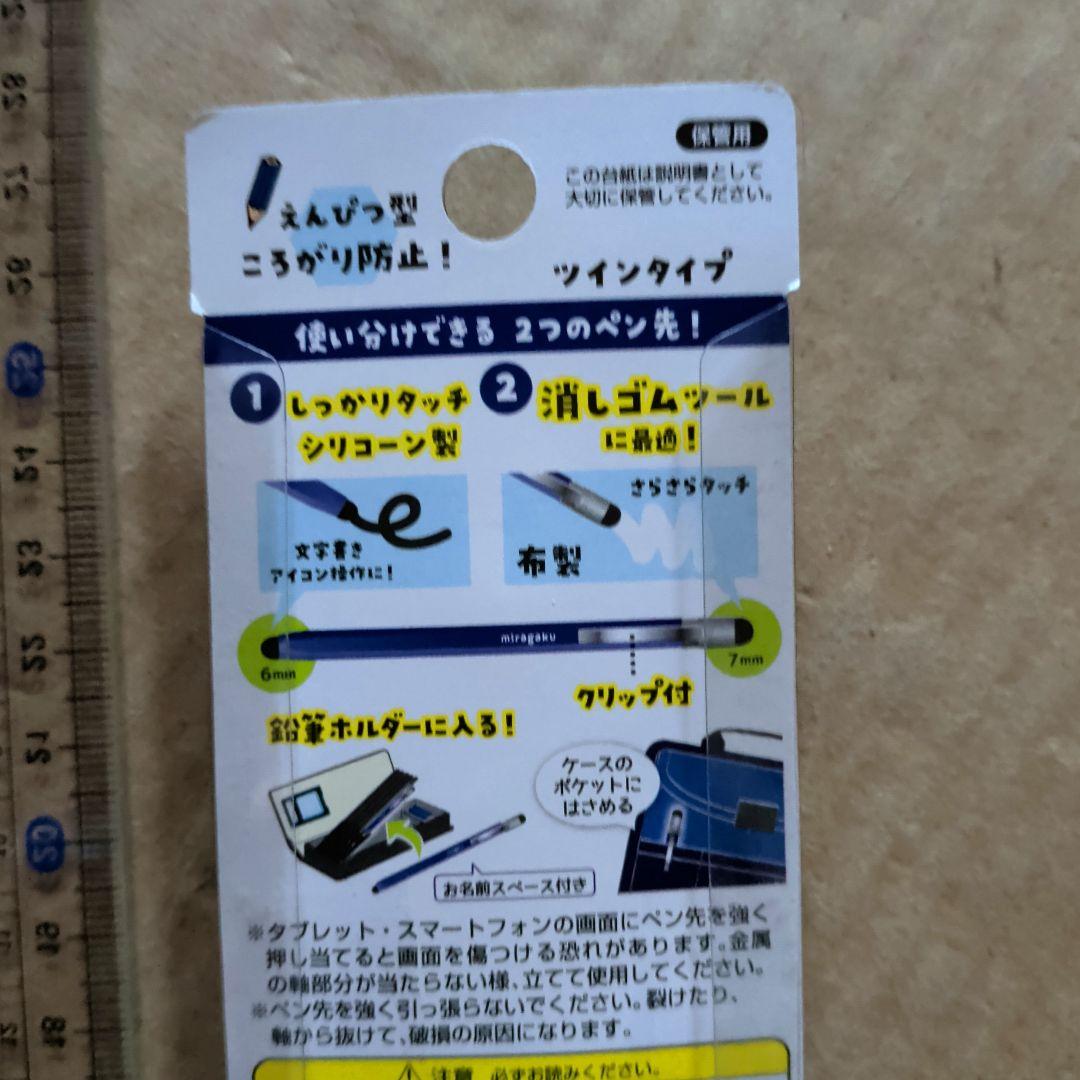 保管用
この台紙は説明書として
大切に保管してください。
えんぴつ型
ころがり防止！
ツインタイプ
使い分けできる 2つのペン先！
1 しっかりタッチ
シリコーン製
文字書き
アイコン操作に！
2 消しゴムツール
に最適！
さらさらタッチ
布製
miragaku
6mm
7mm
クリップ付
鉛筆ホルダーに入る！
ケースの
ポケットに
はさめる
お名前スペース付き
※タブレット・スマートフォンの画面にペン先を強く
押し当てると画面を傷つける恐れがあります。金属
の軸部分が当たらない様、立てて使用してください。
※ペン先を強く引っ張らないでください。裂けたり、
軸から抜けて、破損の原因になります。
注意 必ずお読みください。